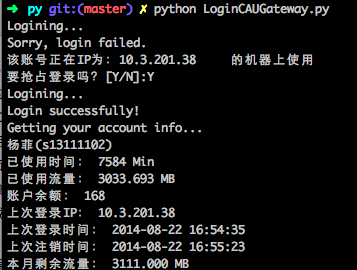 ➜ py git:(master) ✗ python LoginCAUGateway.py
Logining...
Sorry, login failed.
该账号正在IP为: 10.3.201.38 的机器上使用
要抢占登录吗? [Y/N]:Y
Logining...
Login successfully!
Getting your account info...
杨菲(s13111102)
已使用时间: 7584 Min
已使用流量: 3033.693 MB
账户余额: 168
上次登录IP: 10.3.201.38
上次登录时间: 2014-08-22 16:54:35
上次注销时间: 2014-08-22 16:55:23
本月剩余流量: 3111.000 MB